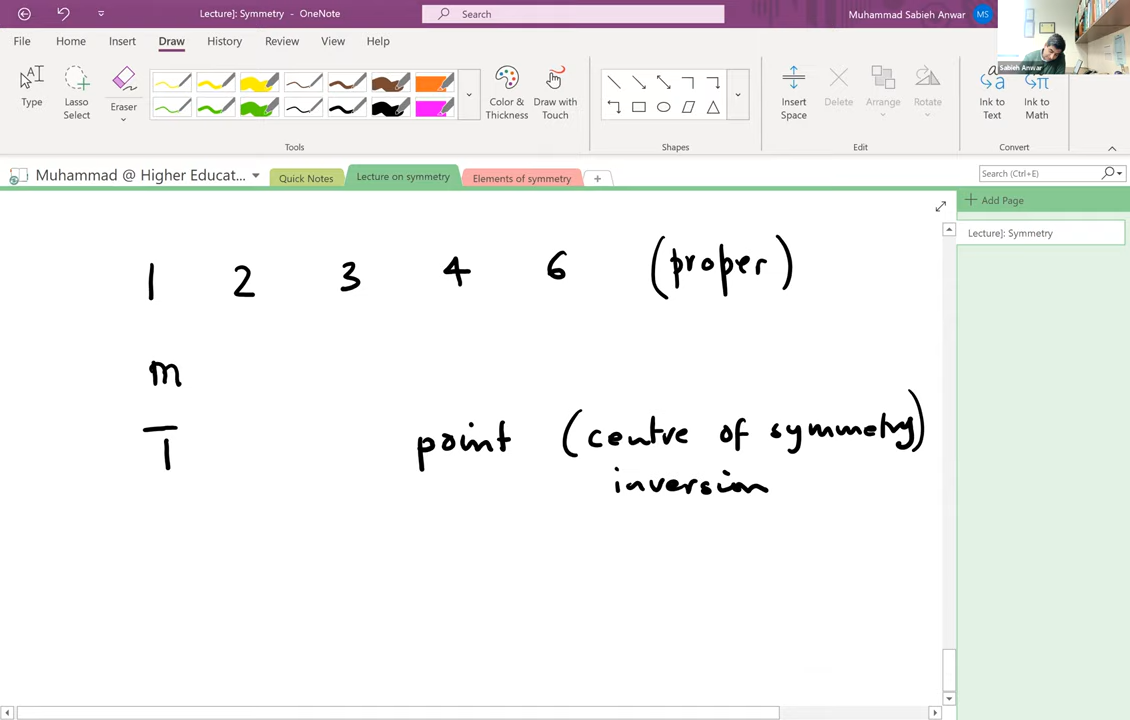 Lecture]: Symmetry - OneNote
Search
Muhammad Sabieh Anwar
MS
Sabieh Anwar
File Home Insert Draw History Review View Help
Type
Lasso Select
Eraser
Color & Thickness
Draw with Touch
Insert Space
Delete
Arrange
Rotate
Ink to Text
Ink to Math
Tools
Shapes
Edit
Convert
Muhammad @ Higher Educat...
Quick Notes
Lecture on symmetry
Elements of symmetry
Search (Ctrl+E)
Add Page
Lecture]: Symmetry
1 2 3 4 6 (proper)
m
1̅ point (centre of symmetry)
inversion